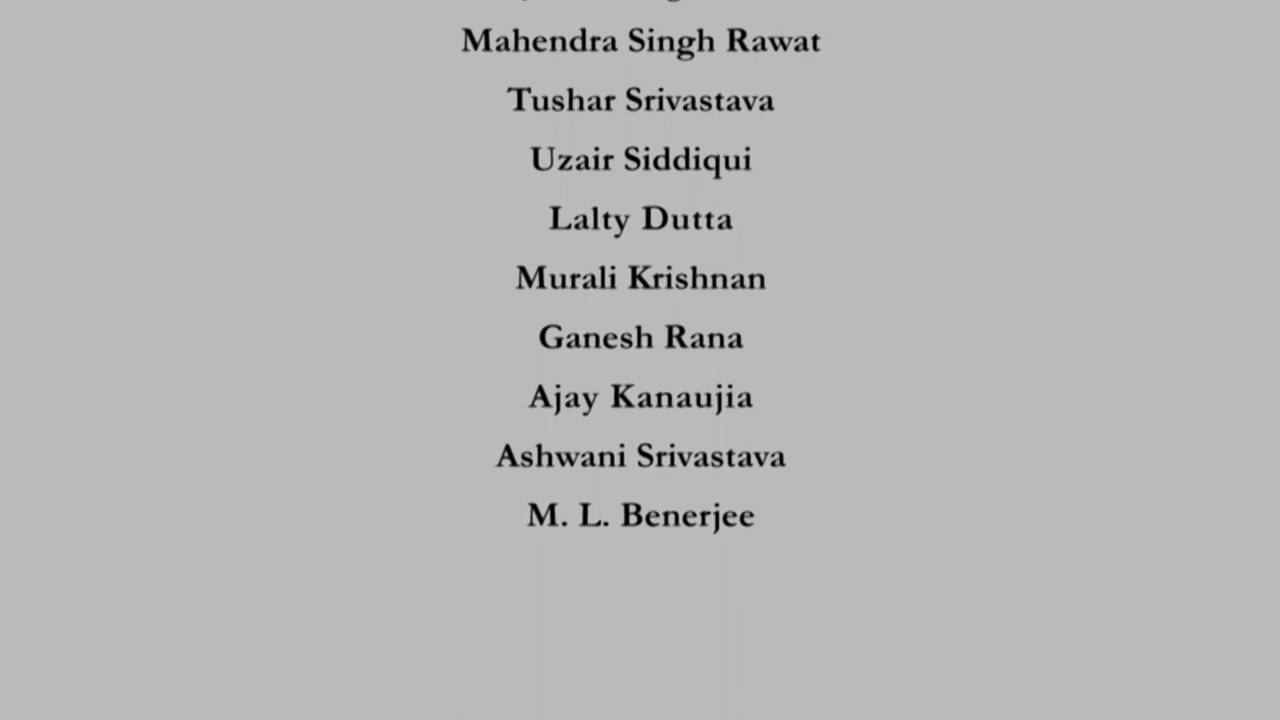 Mahendra Singh Rawat
Tushar Srivastava
Uzair Siddiqui
Lalty Dutta
Murali Krishnan
Ganesh Rana
Ajay Kanaujia
Ashwani Srivastava
M. L. Benerjee